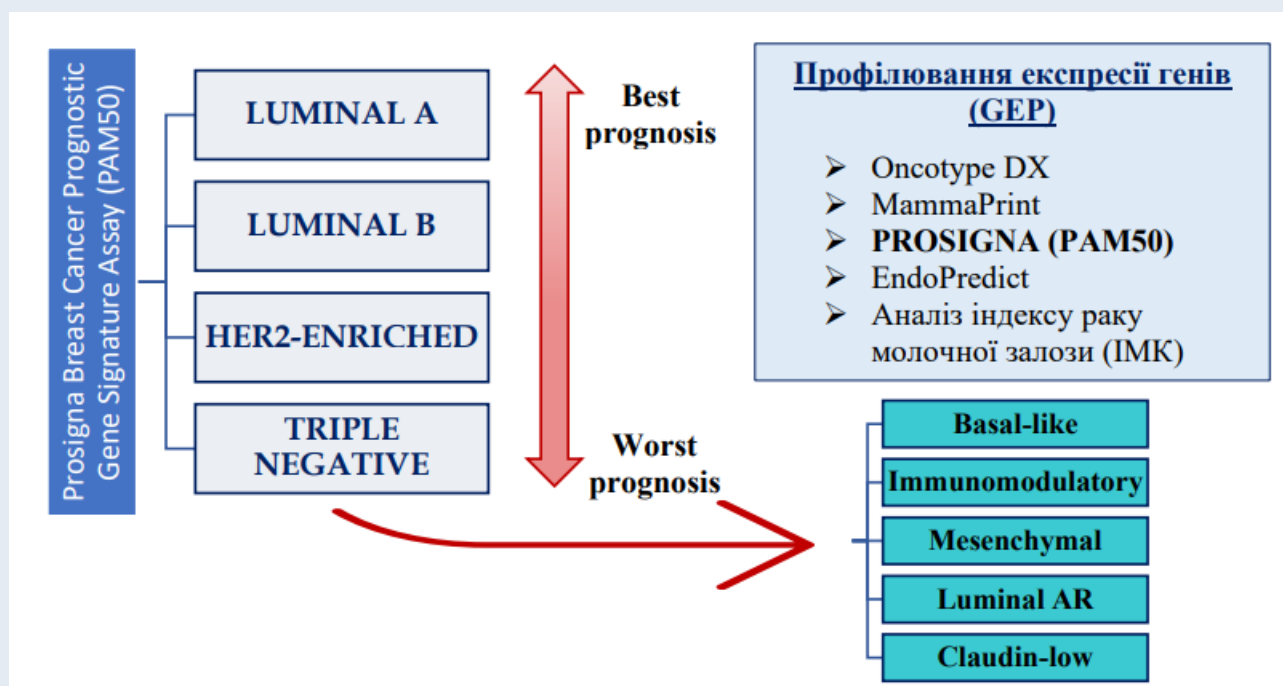 Prosigna Breast Cancer Prognostic
Gene Signature Assay (PAM50)
LUMINAL A
LUMINAL B
HER2-ENRICHED
TRIPLE
NEGATIVE
Best
prognosis
Worst
prognosis
Профілювання експресії генів
(GEP)
➢ Oncotype DX
➢ MammaPrint
➢ PROSIGNA (PAM50)
➢ EndoPredict
➢ Аналіз індексу раку
молочної залози (ІМК)
Basal-like
Immunomodulatory
Mesenchymal
Luminal AR
Claudin-low